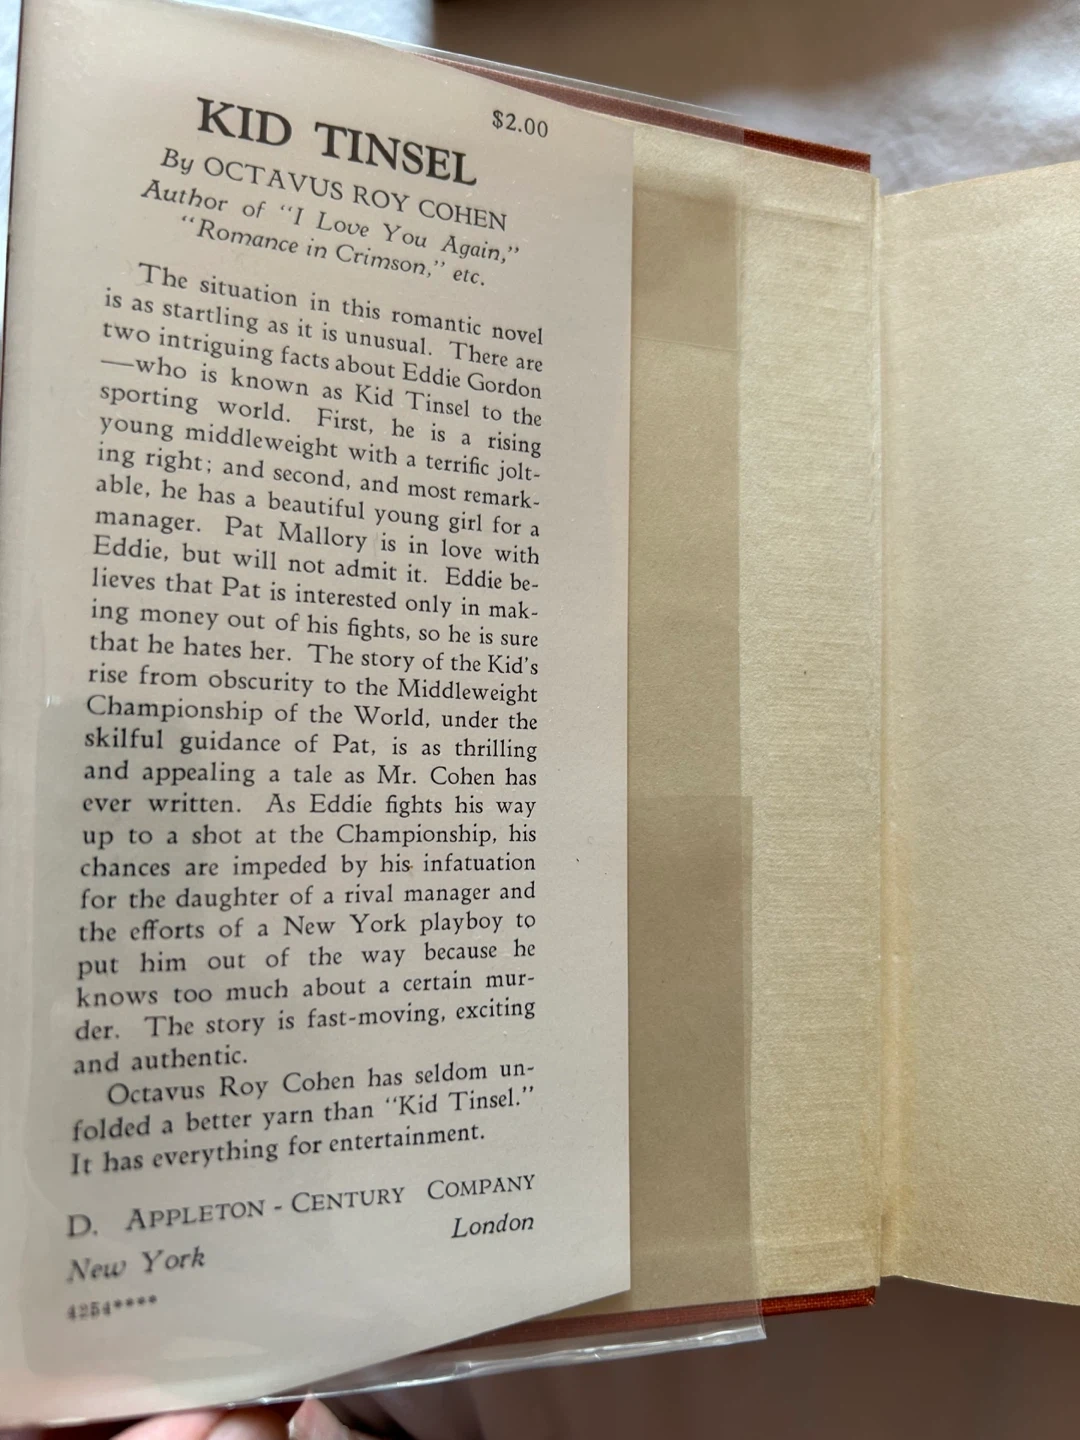 $2.00
KID TINSEL
By OCTAVUS ROY COHEN
Author of "I Love You Again,"
"Romance in Crimson," etc.
The situation in this romantic novel
is as startling as it is unusual. There are
two intriguing facts about Eddie Gordon
—who is known as Kid Tinsel to the
sporting world. First, he is a rising
young middleweight with a terrific jolt-
ing right; and second, and most remark-
able, he has a beautiful young girl for a
manager. Pat Mallory is in love with
Eddie, but will not admit it. Eddie be-
lieves that Pat is interested only in mak-
ing money out of his fights, so he is sure
that he hates her. The story of the Kid's
rise from obscurity to the Middleweight
Championship of the World, under the
skilful guidance of Pat, is as thrilling
and appealing a tale as Mr. Cohen has
ever written. As Eddie fights his way
up to a shot at the Championship, his
chances are impeded by his infatuation
for the daughter of a rival manager and
the efforts of a New York playboy to
put him out of the way because he
knows too much about a certain mur-
der. The story is fast-moving, exciting
and authentic.
Octavus Roy Cohen has seldom un-
folded a better yarn than "Kid Tinsel."
It has everything for entertainment.
D. APPLETON - CENTURY COMPANY
New York London
4254****